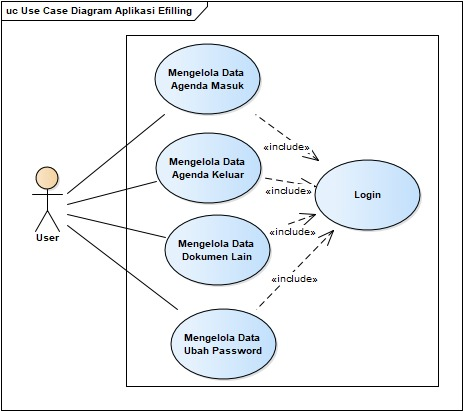 uc Use Case Diagram Aplikasi Efilling
Mengelola Data
Agenda Masuk
«include»
Mengelola Data
Agenda Keluar
«include»
Login
User
Mengelola Data
Dokumen Lain
«include»
«include»
Mengelola Data
Ubah Password